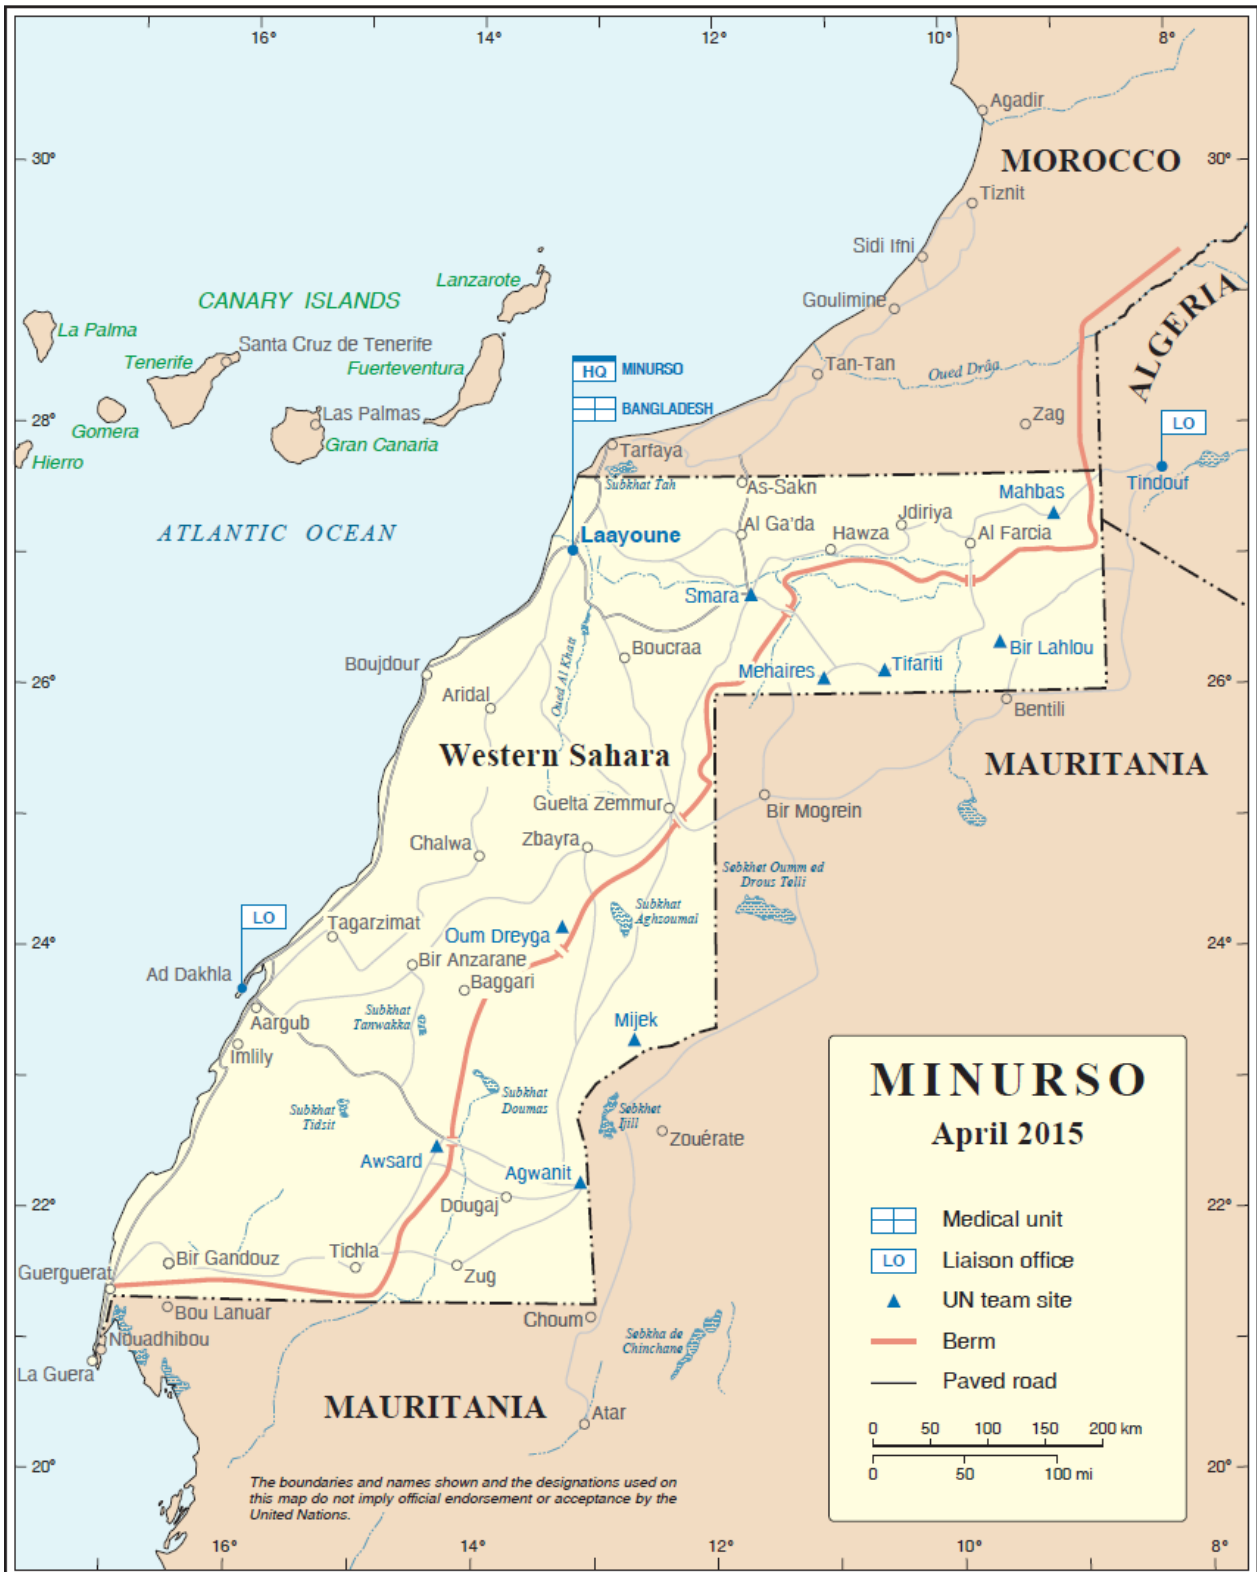 16°
14°
12°
10°
8°
Agadir
30°
MOROCCO
30°
Tiznit
Sidi Ifni
Lanzarote
CANARY ISLANDS
Goulimine
ALGERIA
La Palma
Santa Cruz de Tenerife
Tenerife
Fuerteventura
HQ MINURSO
Tan-Tan
Oued Drâa
BANGLADESH
28°
Las Palmas
Zag
LO
Gomera
Gran Canaria
Tarfaya
Hierro
Subkhat Tah
As-Sakn
Mahbas
Tindouf
ATLANTIC OCEAN
Laayoune
Al Ga'da
Hawza
Jdiriya
Al Farcia
Smara
Boucraa
Bir Lahlou
Boujdour
Oued Al Khatt
Mehaires
Tifariti
26°
26°
Aridal
Bentili
Western Sahara
MAURITANIA
Guelta Zemmur
Bir Mogrein
Chalwa
Zbayra
Sebkhet Oumm ed
Drous Telli
LO
Tagarzimat
Subkhat
Aghzoumal
24°
Oum Dreyga
24°
Bir Anzarane
Ad Dakhla
Baggari
Aargub
Subkhat
Tanwakka
Mijek
Imlily
Subkhat
Tidsit
Subkhat
Doumas
Sebkhet
Ijill
Zouérate
Awsard
Agwanit
22°
Dougaj
22°
Bir Gandouz
Tichla
Zug
Guerguerat
Bou Lanuar
Choum
Nouadhibou
Sebkha de
Chinchane
La Guera
MAURITANIA
Atar
20°
20°
The boundaries and names shown and the designations used on
this map do not imply official endorsement or acceptance by the
United Nations.
MINURSO
April 2015
Medical unit
LO Liaison office
UN team site
Berm
Paved road
0 50 100 150 200 km
0 50 100 mi
16°
14°
12°
10°
8°